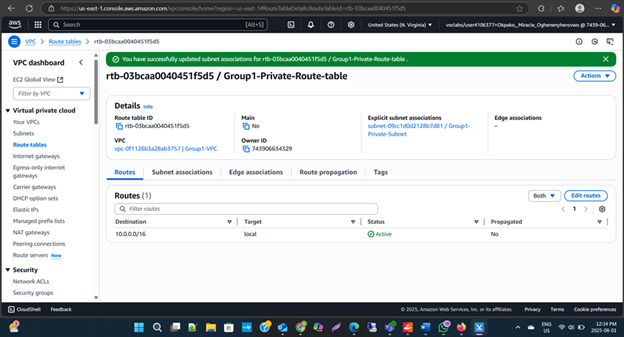 https://us-east-1.console.aws.amazon.com/vpcconsole/home?region=us-east-1#RouteTableDetails:RouteTableId=rtb-03bcaa0040451f5d5
aws
Search
[Alt+S]
United States (N. Virginia)
voclabs/user4106377=Okpako_Miracle_Oghenenyherovwo @ 7439-06...
VPC
Route tables
rtb-03bcaa0040451f5d5
VPC dashboard
EC2 Global View
Filter by VPC
Virtual private cloud
Your VPCs
Subnets
Route tables
Internet gateways
Egress-only internet
gateways
Carrier gateways
DHCP option sets
Elastic IPs
Managed prefix lists
NAT gateways
Peering connections
Route servers New
Security
Network ACLs
Security groups
You have successfully updated subnet associations for rtb-03bcaa0040451f5d5 / Group1-Private-Route-table .
rtb-03bcaa0040451f5d5 / Group1-Private-Route-table
Actions
Details Info
Route table ID
rtb-03bcaa0040451f5d5
Main
No
Explicit subnet associations
subnet-09cc1d0d2128b7d81 / Group1-
Private-Subnet
Edge associations
–
VPC
vpc-0f1126b3a28ab3757 | Group1-VPC
Owner ID
743906634329
Routes
Subnet associations
Edge associations
Route propagation
Tags
Routes (1)
Both
Edit routes
Filter routes
1
Destination
Target
Status
Propagated
10.0.0.0/16
local
Active
No
CloudShell
Feedback
© 2025, Amazon Web Services, Inc. or its affiliates.
Privacy
Terms
Cookie preferences
ENG
US
12:34 PM
2025-08-01